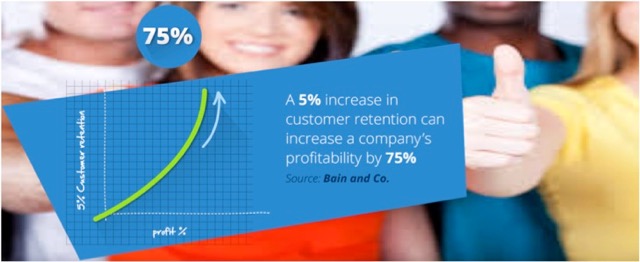 75%
5% Customer retention
profit %
A 5% increase in
customer retention can
increase a company's
profitability by 75%
Source: Bain and Co.